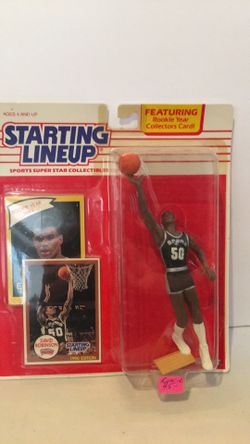 AGES 4 AND UP
FEATURING
Rookie Year
Collectors Card!
STARTING
LINEUP
SPORTS SUPER STAR COLLECTIBLES
SPURS
50
50
DAVID
ROBINSON
STARTING
LINEUP
1990 EDITION